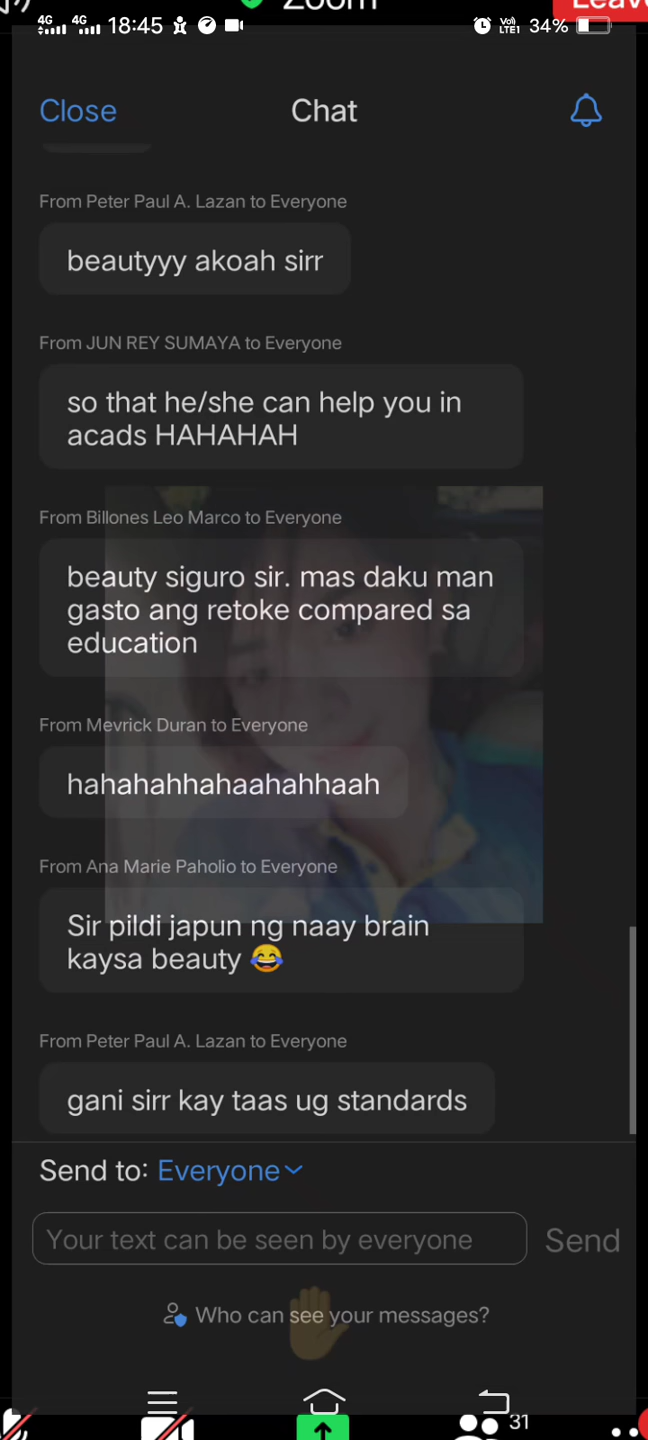 Zoom
Leave
4G 4G 18:45 Vo) LTE1 34%
Close Chat
From Peter Paul A. Lazan to Everyone
beautyyy akoah sirr
From JUN REY SUMAYA to Everyone
so that he/she can help you in
acads HAHAHAH
From Billones Leo Marco to Everyone
beauty siguro sir. mas daku man
gasto ang retoke compared sa
education
From Mevrick Duran to Everyone
hahahahhahaahahhaah
From Ana Marie Paholio to Everyone
Sir pildi japun ng naay brain
kaysa beauty 😂
From Peter Paul A. Lazan to Everyone
gani sirr kay taas ug standards
Send to: Everyone
Your text can be seen by everyone Send
Who can see your messages?
31